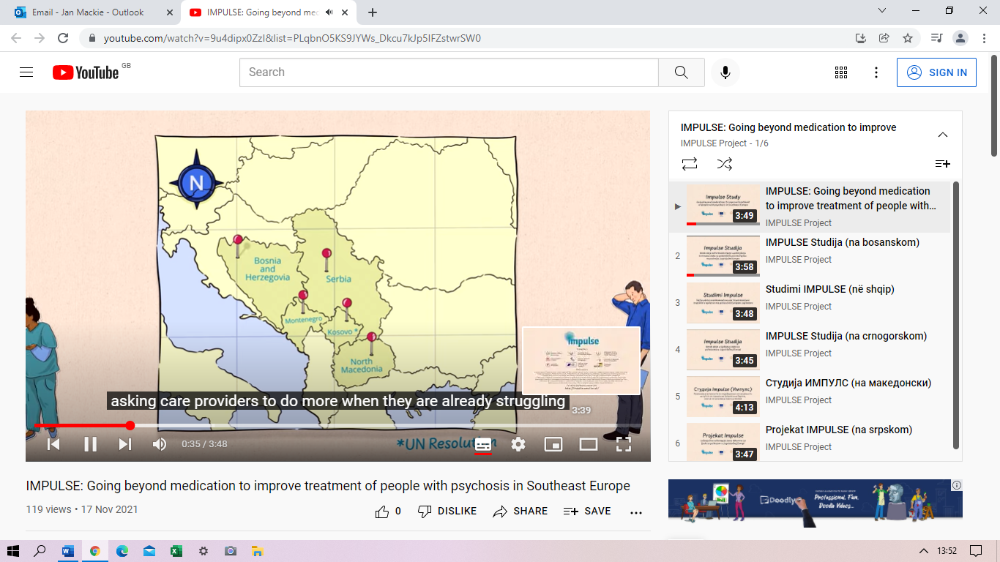 Email - Jan Mackie - Outlook
IMPULSE: Going beyond med
youtube.com/watch?v=9u4dipx0ZzI&list=PLqbnO5KS9JYWs_Dkcu7kJp5IFZstwrSW0
YouTube GB
Search
SIGN IN
N
Bosnia
and
Herzegovina
Serbia
Montenegro
Kosovo *
North
Macedonia
impulse
asking care providers to do more when they are already struggling
3:39
0:35 / 3:48
*UN Resolution
IMPULSE: Going beyond medication to improve treatment of people with psychosis in Southeast Europe
119 views • 17 Nov 2021
0
DISLIKE
SHARE
SAVE
IMPULSE: Going beyond medication to improve
IMPULSE Project - 1/6
Impulse Study
3:49
IMPULSE: Going beyond medication
to improve treatment of people with...
IMPULSE Project
2
Impulse Studija
3:58
IMPULSE Studija (na bosanskom)
IMPULSE Project
3
Studimi Impulse
3:48
Studimi IMPULSE (në shqip)
IMPULSE Project
4
Impulse Studija
3:45
IMPULSE Studija (na crnogorskom)
IMPULSE Project
5
Студија Impulse (Импулс)
4:13
Студија ИМПУЛС (на македонски)
IMPULSE Project
6
Projekat Impulse
3:47
Projekat IMPULSE (na srpskom)
IMPULSE Project
Doodly
Professional, Fun,
Doodle Videos...
13:52